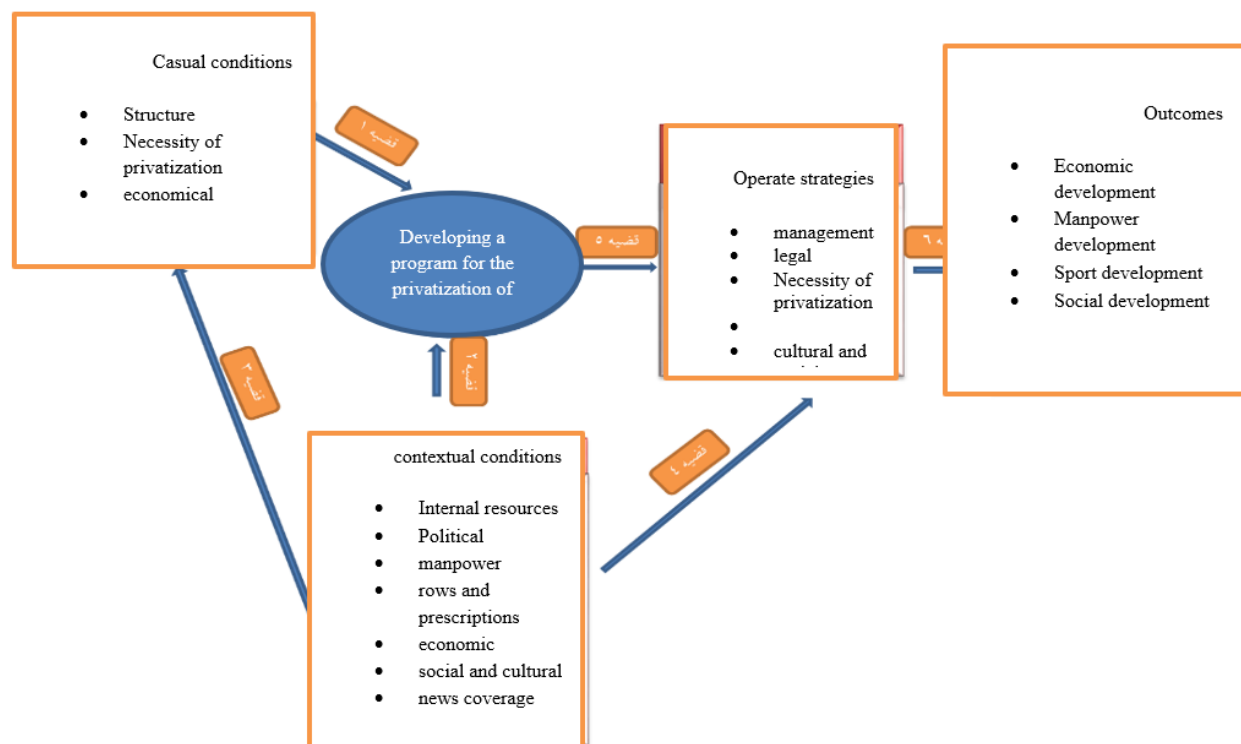 Casual conditions
• Structure
• Necessity of
privatization
• economical
قضیه ۱
Developing a
program for the
privatization of
قضیه ۵
Operate strategies
• management
• legal
• Necessity of
privatization
•
• cultural and
قضیه ٦
Outcomes
• Economic
development
• Manpower
development
• Sport development
• Social development
قضیه ۳
قضیه ۲
قضیه ٤
contextual conditions
• Internal resources
• Political
• manpower
• rows and
prescriptions
• economic
• social and cultural
• news coverage